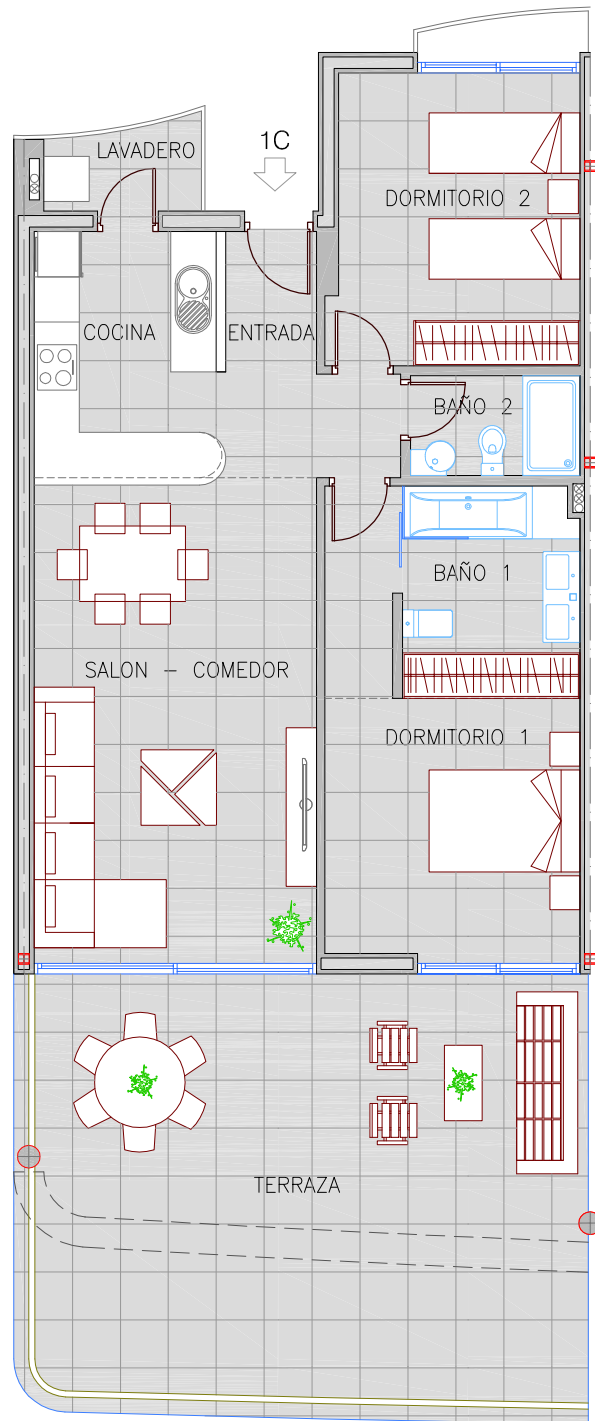 1C
LAVADERO
DORMITORIO 2
COCINA
ENTRADA
BAÑO 2
BAÑO 1
SALON - COMEDOR
DORMITORIO 1
TERRAZA